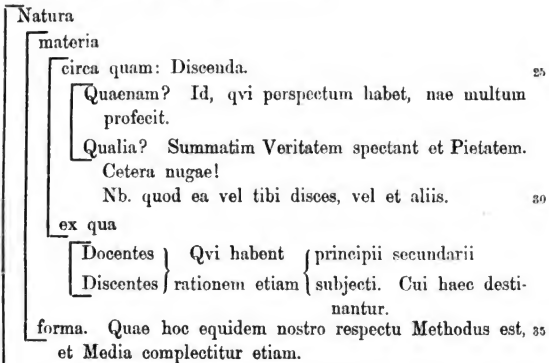 Natura
materia
circa quam: Discenda. 25
Quaenam? Id, qvi perspectum habet, nae multum
profecit.
Qualia? Summatim Veritatem spectant et Pietatem.
Cetera nugae!
Nb. quod ea vel tibi disces, vel et aliis. 30
ex qua
Docentes } Qvi habent { principii secundarii
Discentes } rationem etiam { subjecti. Cui haec desti-
nantur.
forma. Quae hoc equidem nostro respectu Methodus est, 35
et Media complectitur etiam.